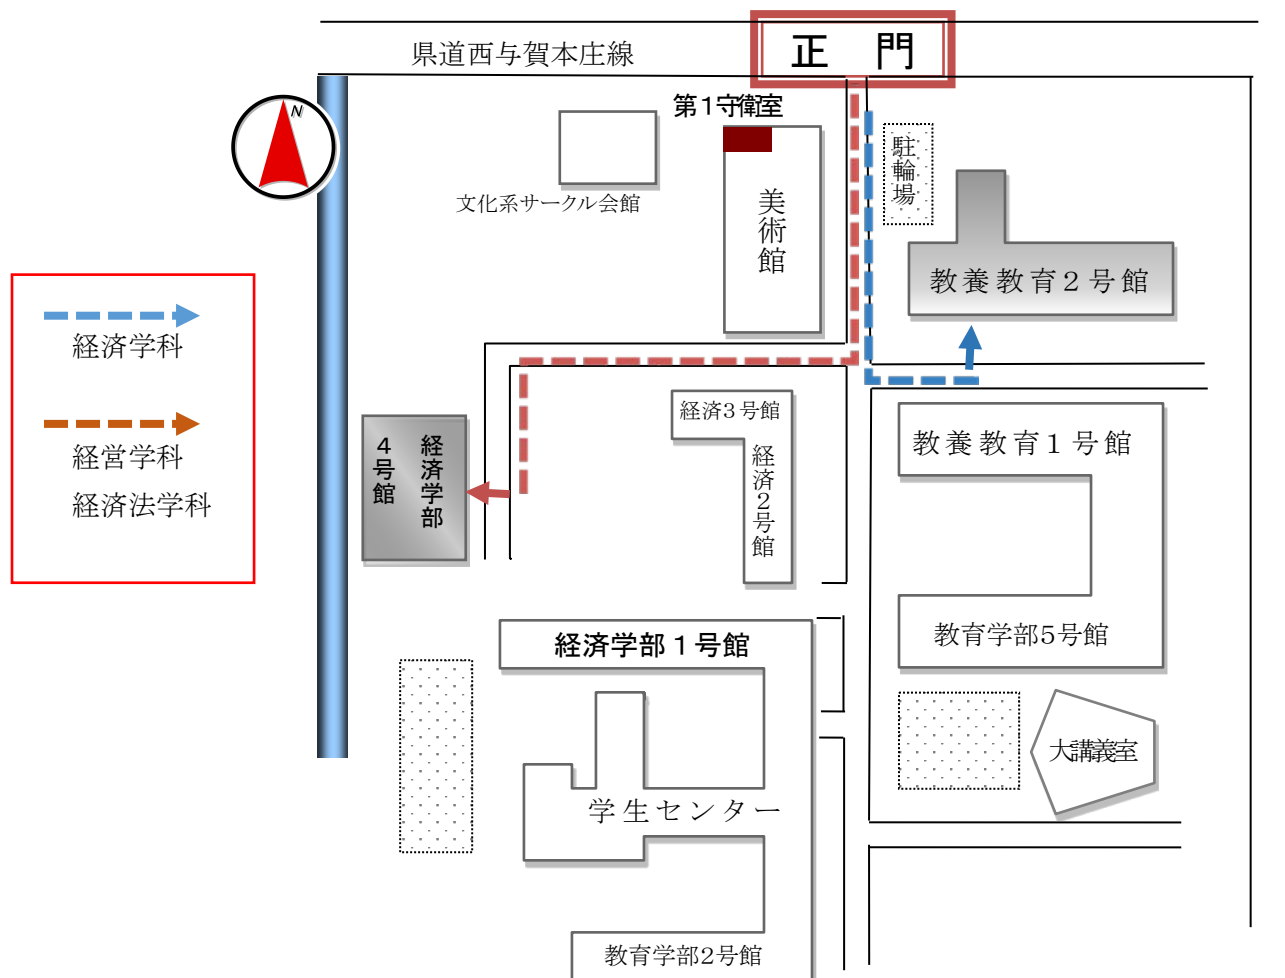 県道西与賀本庄線
正 門
N
第1守衛室
駐輪場
文化系サークル会館
美術館
教養教育2号館
経済学科
経営学科
経済法学科
経済3号館
経済2号館
経済学部
4号館
教養教育1号館
経済学部1号館
教育学部5号館
大講義室
学生センター
教育学部2号館